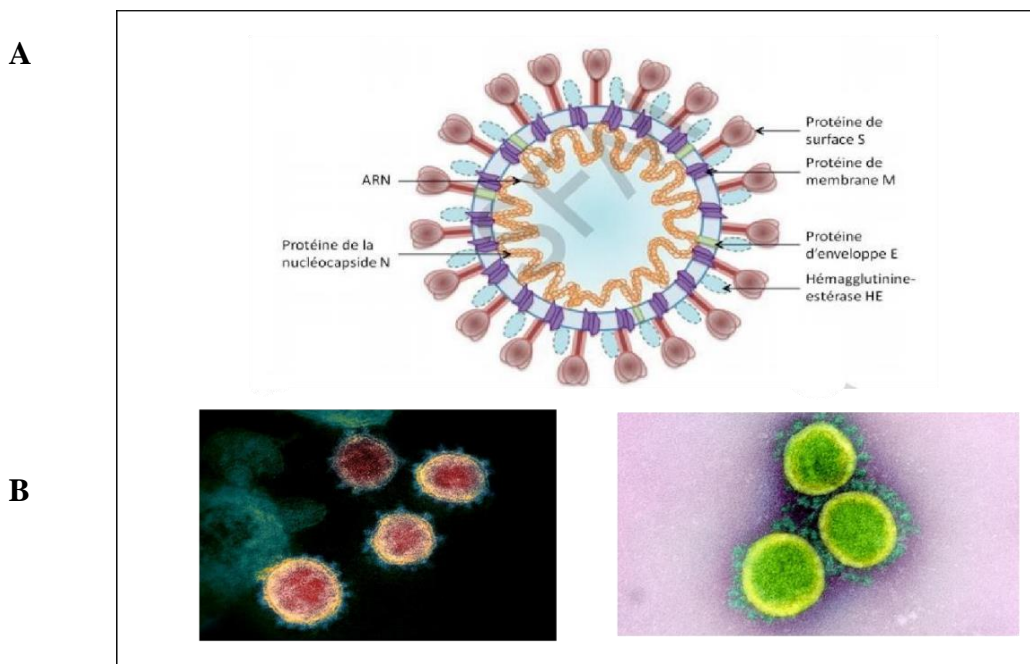 A
Protéine de
surface S
ARN
Protéine de
membrane M
Protéine de la
nucléocapside N
Protéine
d'enveloppe E
Hémagglutinine-
estérase HE
B